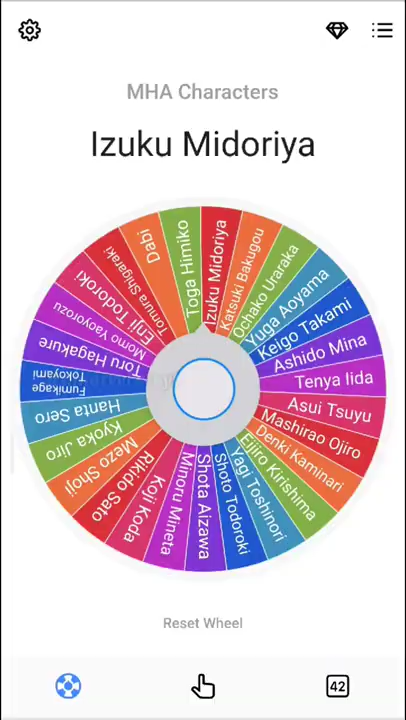 MHA Characters
Izuku Midoriya
Izuku Midoriya
Katsuki Bakugou
Ochako Uraraka
Yuga Aoyama
Keigo Takami
Ashido Mina
Tenya Iida
Asui Tsuyu
Mashirao Ojiro
Denki Kaminari
Eijiro Kirishima
Yagi Toshinori
Shoto Todoroki
Shota Aizawa
Minoru Mineta
Koji Koda
Rikido Sato
Mezo Shoji
Kyoka Jiro
Hanta Sero
Fumikage
Tokoyami
Toru Hagakure
Momo Yaoyorozu
Enji Todoroki
Tomura Shigaraki
Dabi
Toga Himiko
Reset Wheel
42